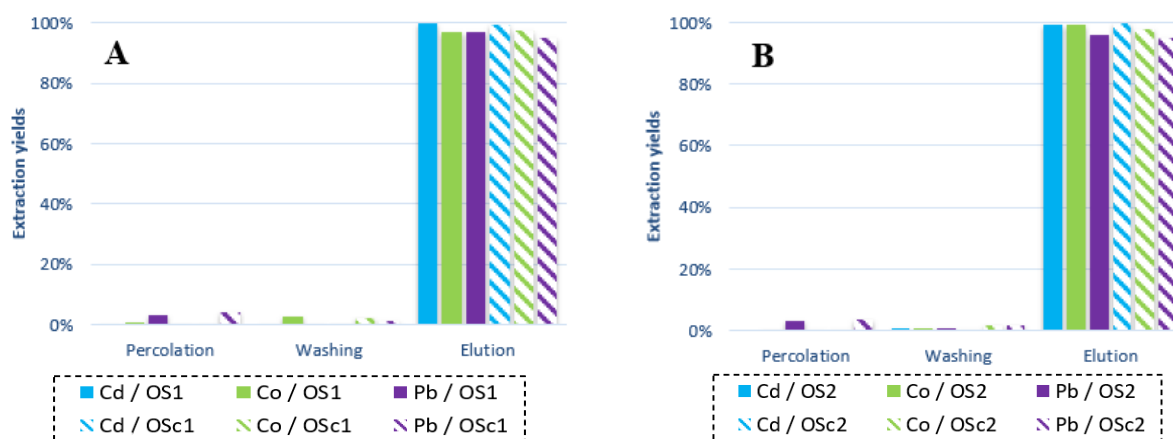 A
Extraction yields
100%
80%
60%
40%
20%
0%
Percolation Washing Elution
Cd / OS1 Co / OS1 Pb / OS1
Cd / OSc1 Co / OSc1 Pb / OSc1
B
Extraction yields
100%
80%
60%
40%
20%
0%
Percolation Washing Elution
Cd / OS2 Co / OS2 Pb / OS2
Cd / OSc2 Co / OSc2 Pb / OSc2